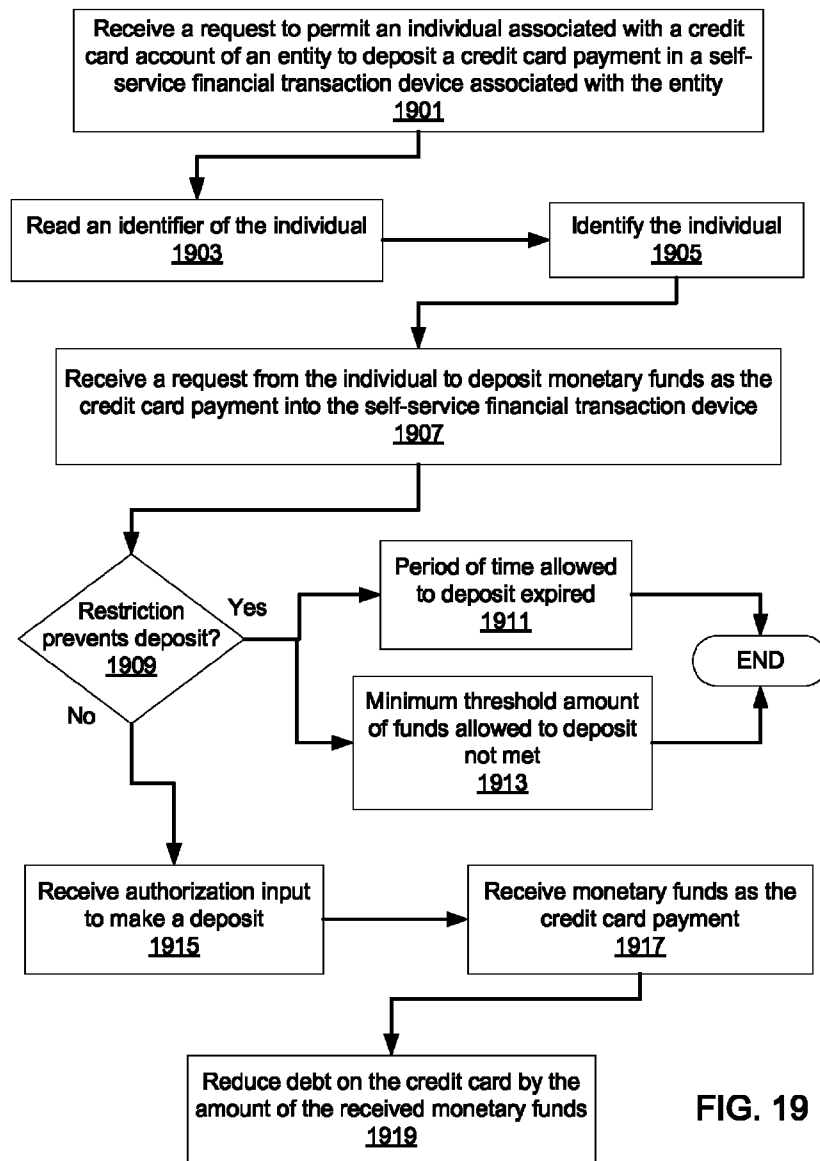 Receive a request to permit an individual associated with a credit
card account of an entity to deposit a credit card payment in a self-
service financial transaction device associated with the entity
1901
Read an identifier of the individual
1903
Identify the individual
1905
Receive a request from the individual to deposit monetary funds as the
credit card payment into the self-service financial transaction device
1907
Restriction
prevents deposit?
1909
Yes
No
Period of time allowed
to deposit expired
1911
Minimum threshold amount
of funds allowed to deposit
not met
1913
END
Receive authorization input
to make a deposit
1915
Receive monetary funds as the
credit card payment
1917
Reduce debt on the credit card by the
amount of the received monetary funds
1919
FIG. 19